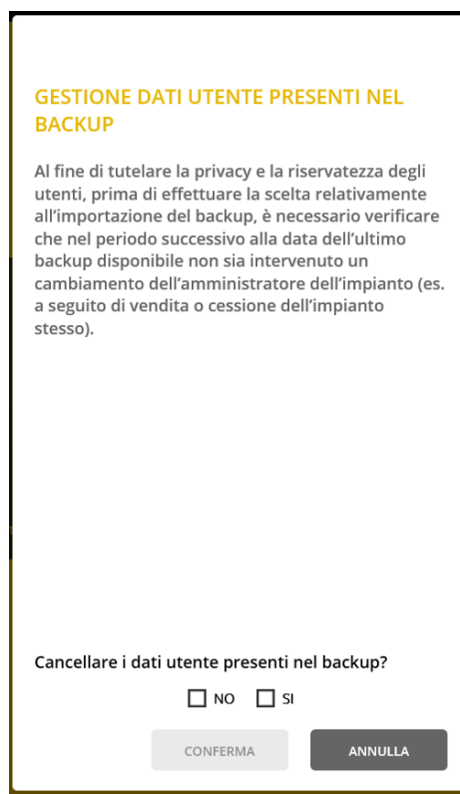 GESTIONE DATI UTENTE PRESENTI NEL
BACKUP
Al fine di tutelare la privacy e la riservatezza degli
utenti, prima di effettuare la scelta relativamente
all'importazione del backup, è necessario verificare
che nel periodo successivo alla data dell'ultimo
backup disponibile non sia intervenuto un
cambiamento dell'amministratore dell'impianto (es.
a seguito di vendita o cessione dell'impianto
stesso).
Cancellare i dati utente presenti nel backup?
NO SI
CONFERMA ANNULLA